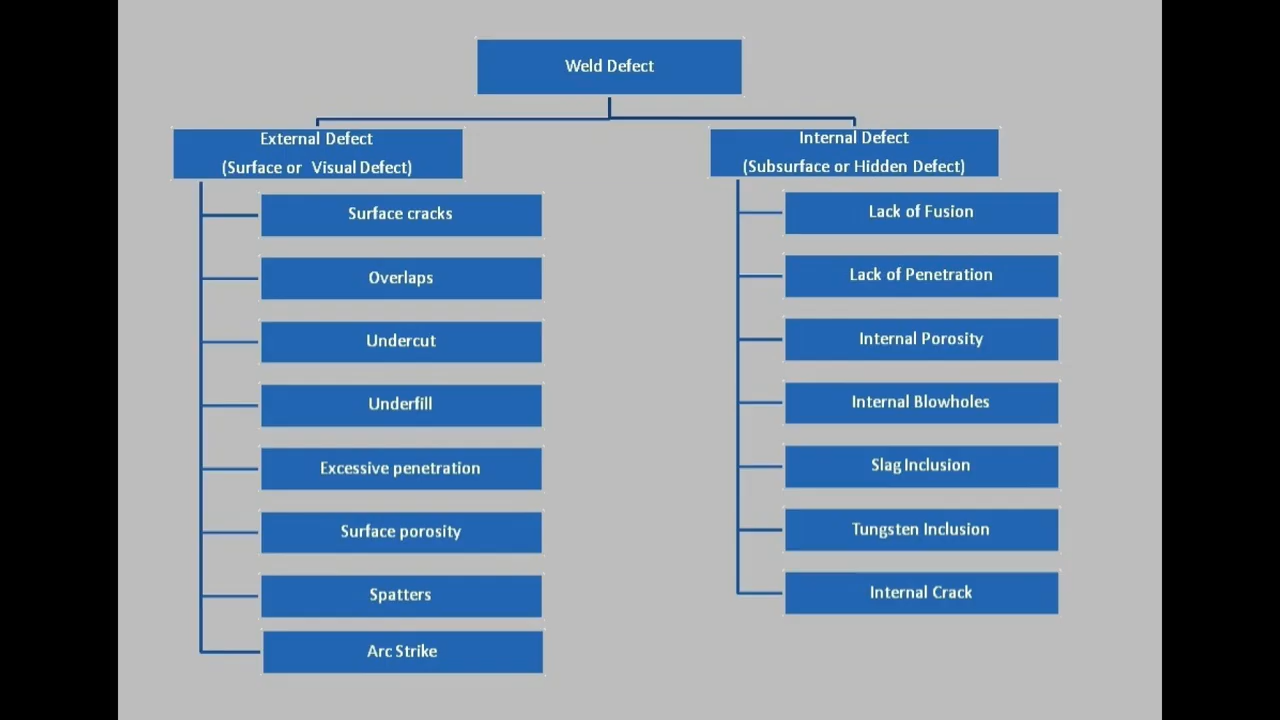 Weld Defect
External Defect
(Surface or Visual Defect)
Surface cracks
Overlaps
Undercut
Underfill
Excessive penetration
Surface porosity
Spatters
Arc Strike
Internal Defect
(Subsurface or Hidden Defect)
Lack of Fusion
Lack of Penetration
Internal Porosity
Internal Blowholes
Slag Inclusion
Tungsten Inclusion
Internal Crack